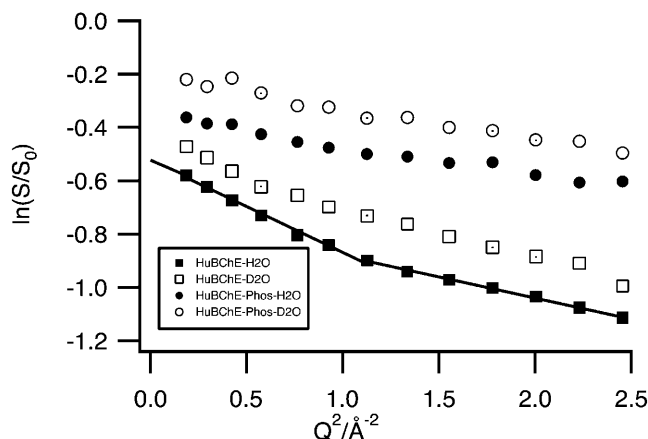 0.0
-0.2
-0.4
-0.6
-0.8
-1.0
-1.2
ln(S/S0)
HuBChE-H2O
HuBChE-D2O
HuBChE-Phos-H2O
HuBChE-Phos-D2O
0.0 0.5 1.0 1.5 2.0 2.5
Q²/Å⁻²